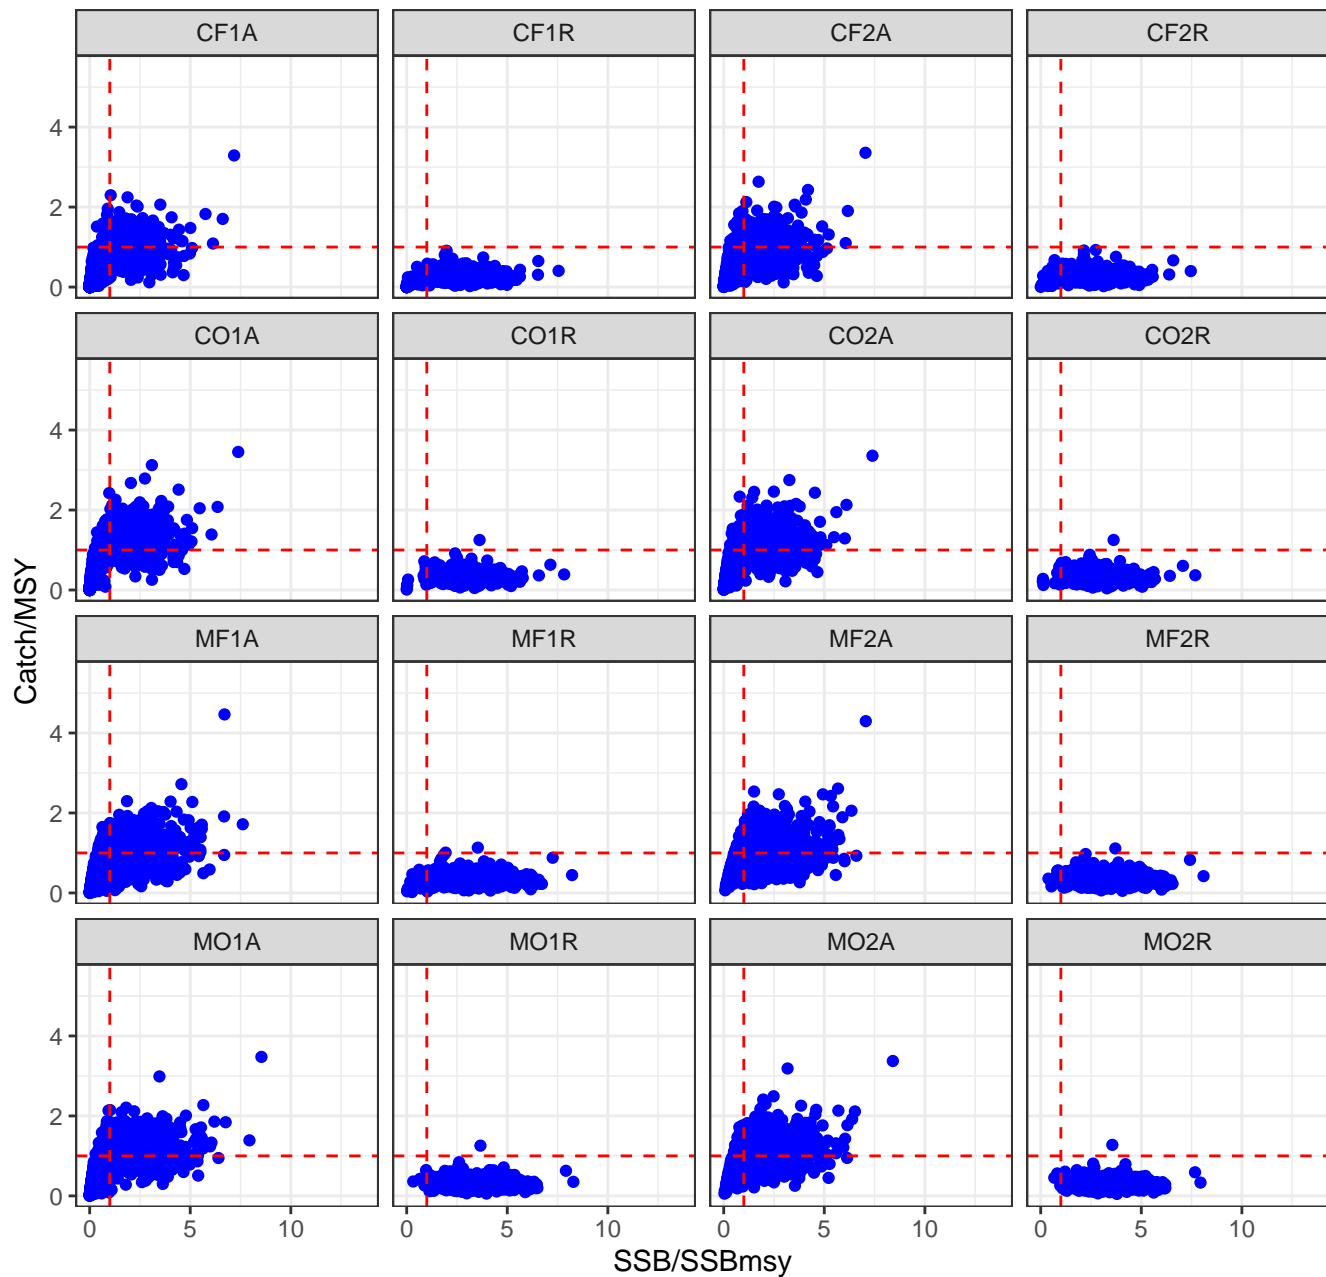 CF1A CF1R CF2A CF2R
4
2
0
CO1A CO1R CO2A CO2R
4
2
0
MF1A MF1R MF2A MF2R
4
2
0
MO1A MO1R MO2A MO2R
4
2
0
0 5 10 0 5 10 0 5 10 0 5 10
SSB/SSBmsy
Catch/MSY